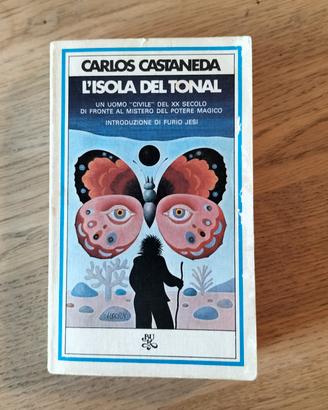 CARLOS CASTANEDA
L'ISOLA DEL TONAL
UN UOMO "CIVILE" DEL XX SECOLO
DI FRONTE AL MISTERO DEL POTERE MAGICO
INTRODUZIONE DI FURIO JESI
BUR